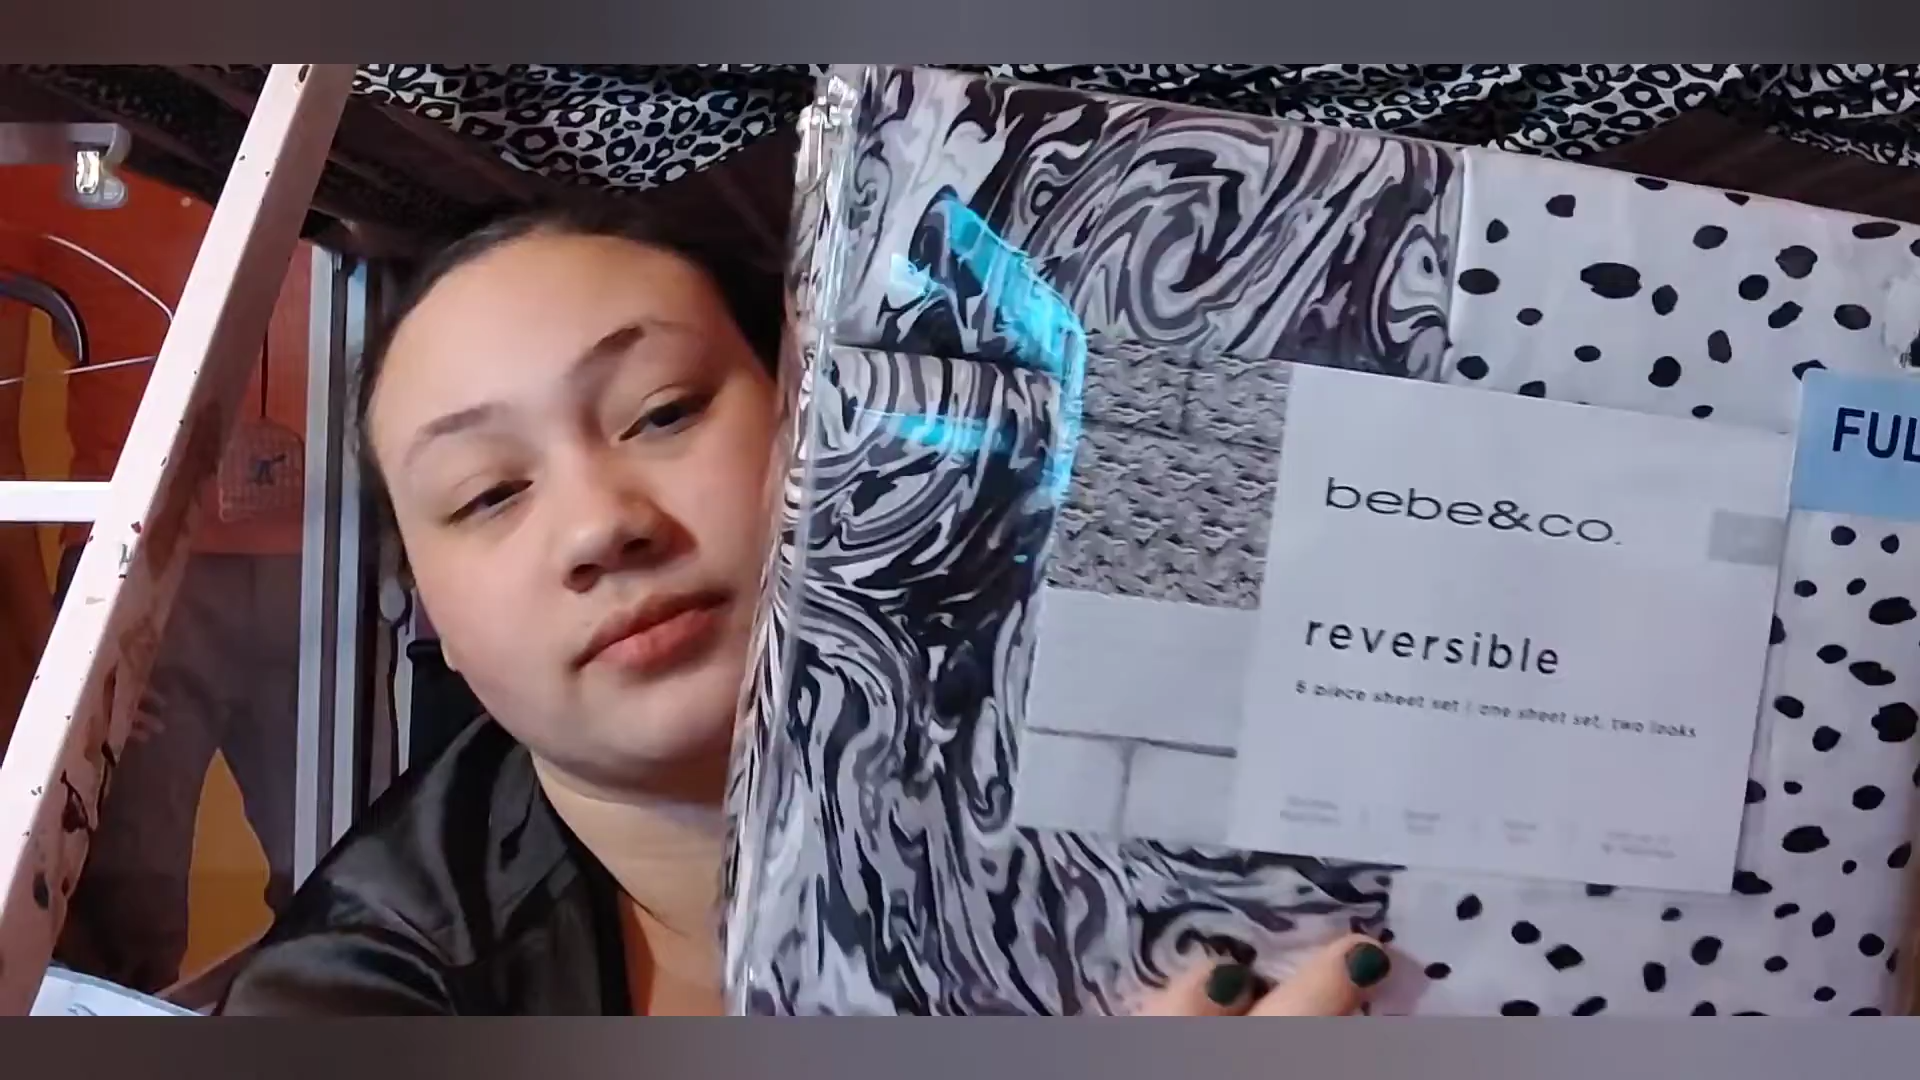 FUL
bebe&co.
reversible
6 piece sheet set | one sheet set, two looks